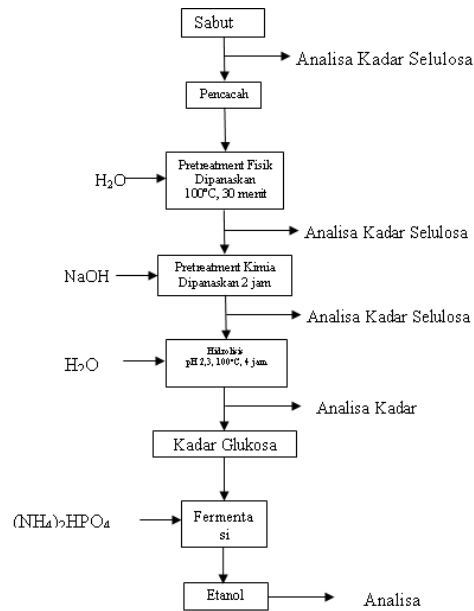 Sabut
Analisa Kadar Selulosa
Pencacah
H₂O
Pretreatment Fisik
Dipanaskan
100°C, 30 menit
Analisa Kadar Selulosa
NaOH
Pretreatment Kimia
Dipanaskan 2 jam
Analisa Kadar Selulosa
H₂O
Hidrolisis
pH 2,3, 100°C, 4 jam
Analisa Kadar
Kadar Glukosa
(NH₄)₂HPO₄
Fermenta
si
Etanol
Analisa